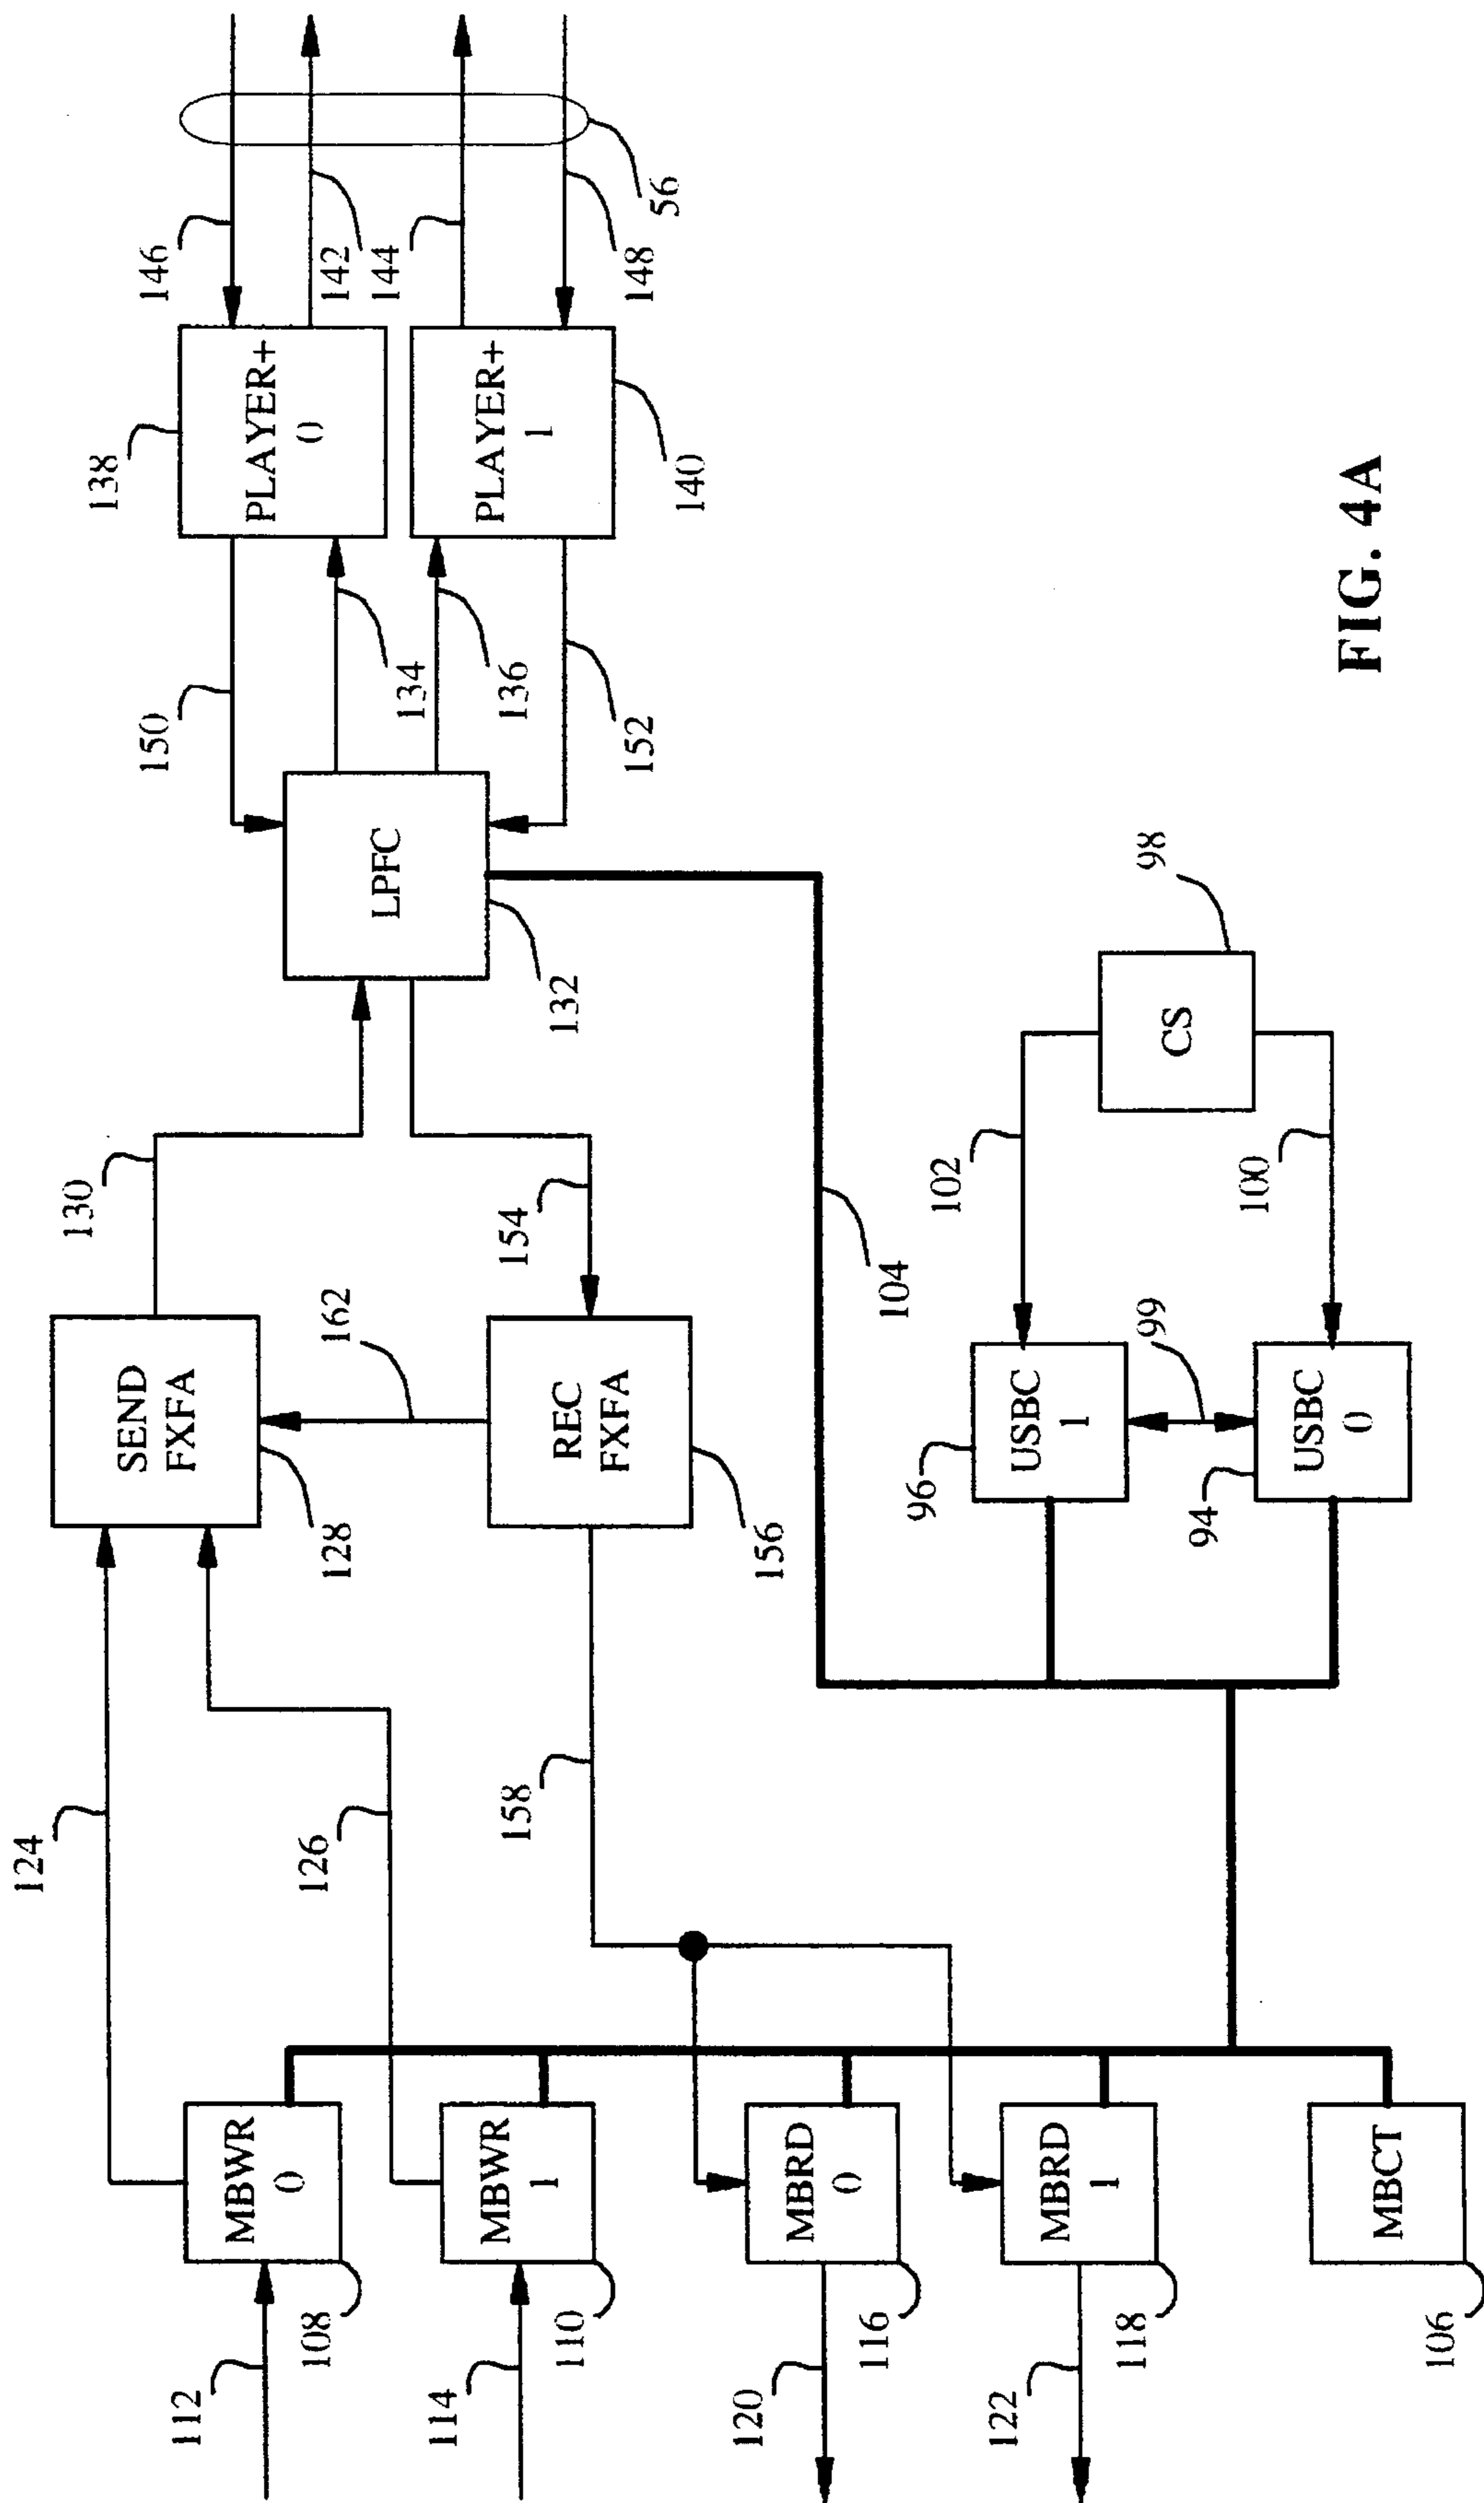 112
108
MBWR
0
124
114
110
MBWR
1
126
120
116
MBRD
0
122
118
MBRD
1
106
MBCT
158
SEND
FXFA
128
130
162
REC
FXFA
156
154
96
USBC
1
99
94
USBC
0
102
100
CS
98
104
LPFC
132
150
134
136
152
138
PLAYER+
0
PLAYER+
1
140
146
142
144
148
56
FIG. 4A